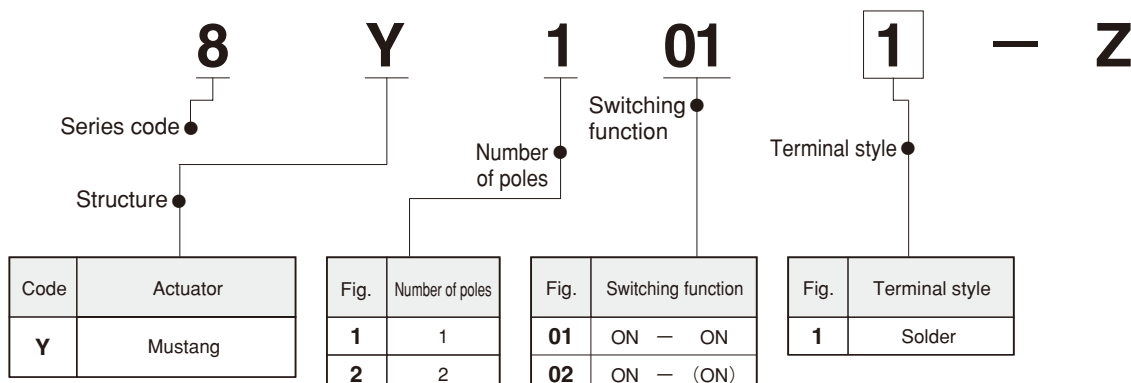 8 Y 1 01 1 — Z
Series code
Switching
function
Number
of poles
Terminal style
Structure
Code Actuator
Y Mustang
Fig. Number of poles
1 1
2 2
Fig. Switching function
01 ON — ON
02 ON — (ON)
Fig. Terminal style
1 Solder